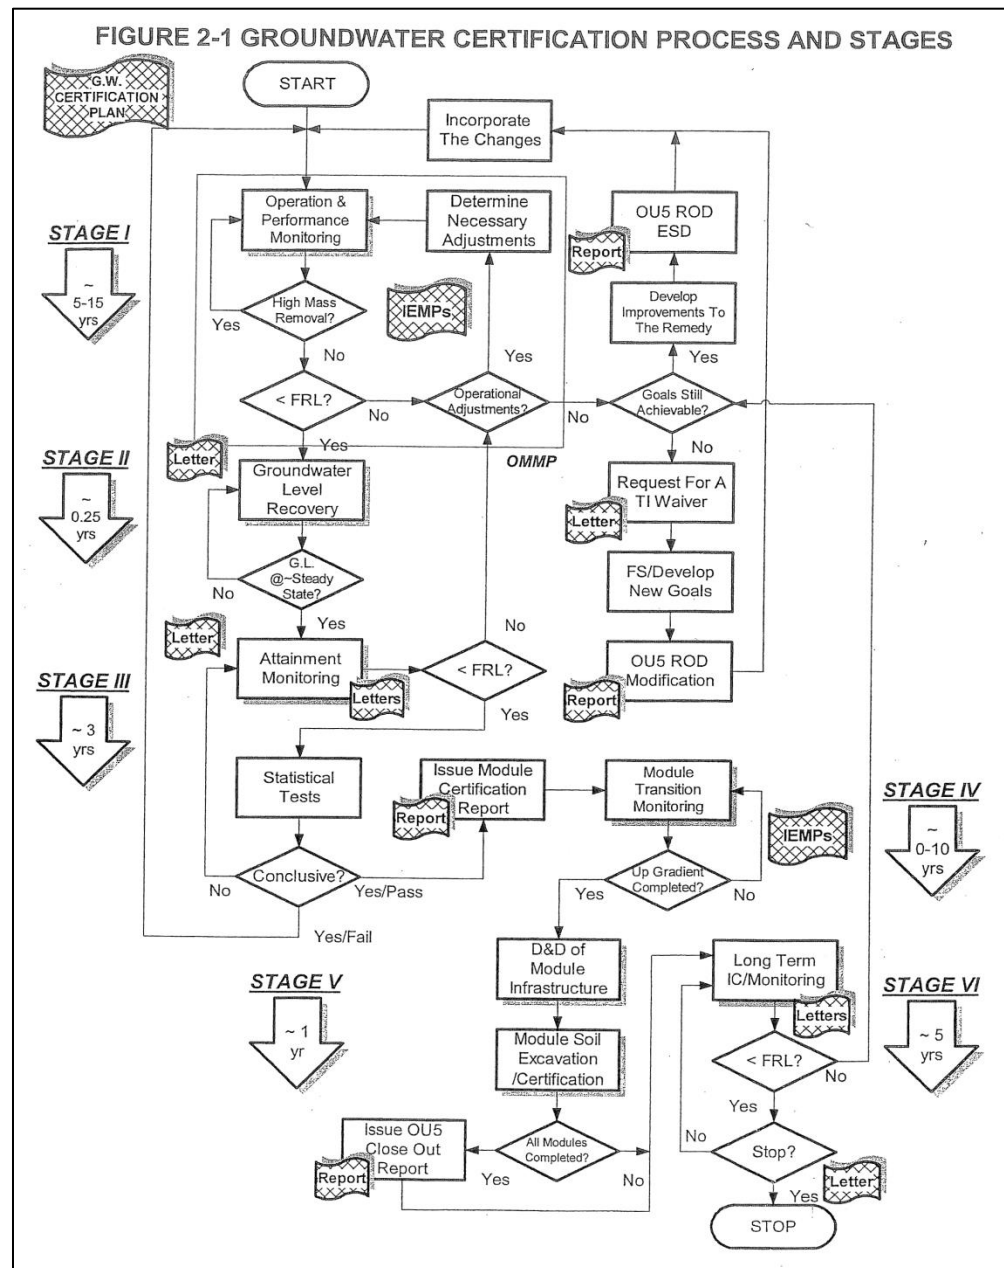 FIGURE 2-1 GROUNDWATER CERTIFICATION PROCESS AND STAGES
G.W.
CERTIFICATION
PLAN
START
Incorporate
The Changes
STAGE I
~
5-15
yrs
Operation &
Performance
Monitoring
Determine
Necessary
Adjustments
OU5 ROD
ESD
Report
High Mass
Removal?
Yes
No
IEMPs
Develop
Improvements To
The Remedy
Yes
Yes
< FRL?
No
Operational
Adjustments?
No
Goals Still
Achievable?
Yes
No
OMMP
STAGE II
~
0.25
yrs
Letter
Groundwater
Level
Recovery
Request For A
TI Waiver
Letter
G.L.
@~Steady
State?
No
Yes
FS/Develop
New Goals
STAGE III
~ 3
yrs
Letter
Attainment
Monitoring
Letters
No
< FRL?
Yes
OU5 ROD
Modification
Report
Statistical
Tests
Issue Module
Certification
Report
Report
Module
Transition
Monitoring
STAGE IV
~
0-10
yrs
IEMPs
Conclusive?
No
Yes/Pass
Yes/Fail
Up Gradient
Completed?
Yes
No
STAGE V
~ 1
yr
D&D of
Module
Infrastructure
Long Term
IC/Monitoring
Letters
STAGE VI
~ 5
yrs
Module Soil
Excavation
/Certification
< FRL?
No
Yes
Issue OU5
Close Out
Report
Report
All Modules
Completed?
Yes
No
No
Stop?
Yes
Letter
STOP